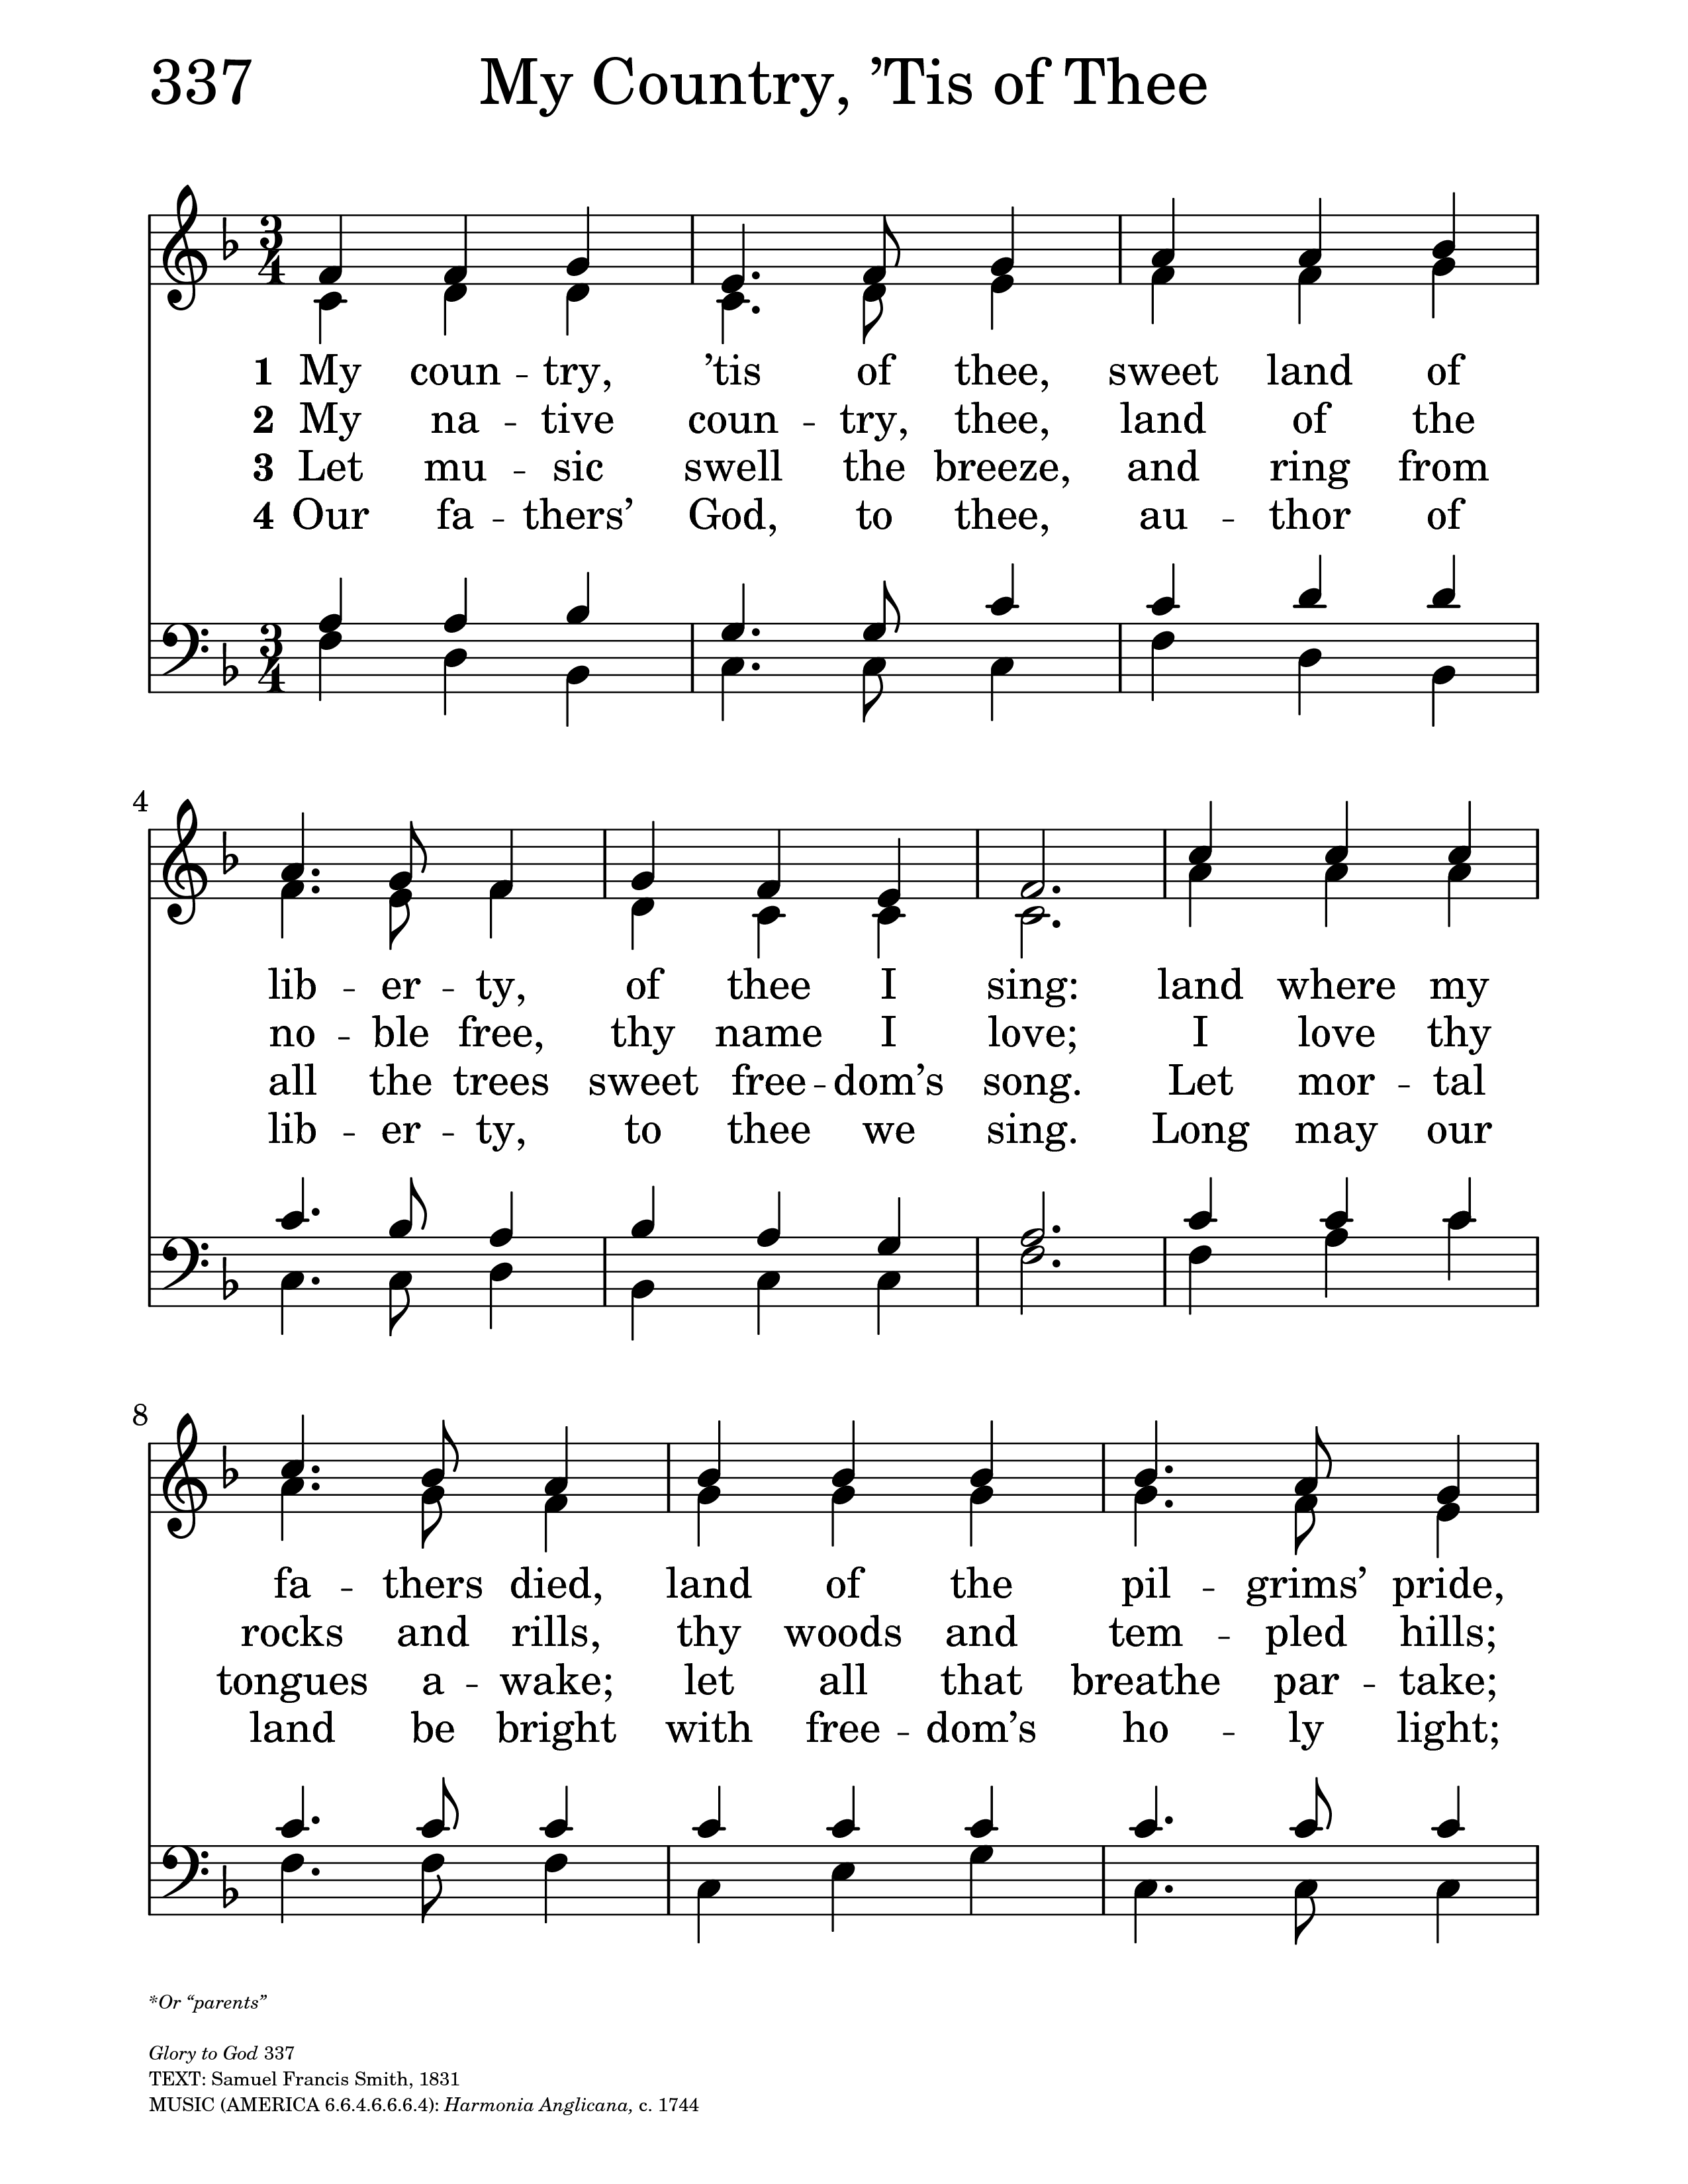 337 My Country, ’Tis of Thee
3
4
1 My coun - try, ’tis of thee, sweet land of
2 My na - tive coun - try, thee, land of the
3 Let mu - sic swell the breeze, and ring from
4 Our fa - thers’ God, to thee, au - thor of
3
4
4
lib - er - ty, of thee I sing: land where my
no - ble free, thy name I love; I love thy
all the trees sweet free - dom’s song. Let mor - tal
lib - er - ty, to thee we sing. Long may our
8
fa - thers died, land of the pil - grims’ pride,
rocks and rills, thy woods and tem - pled hills;
tongues a - wake; let all that breathe par - take;
land be bright with free - dom’s ho - ly light;
*Or “parents”
Glory to God 337
TEXT: Samuel Francis Smith, 1831
MUSIC (AMERICA 6.6.4.6.6.6.4): Harmonia Anglicana, c. 1744